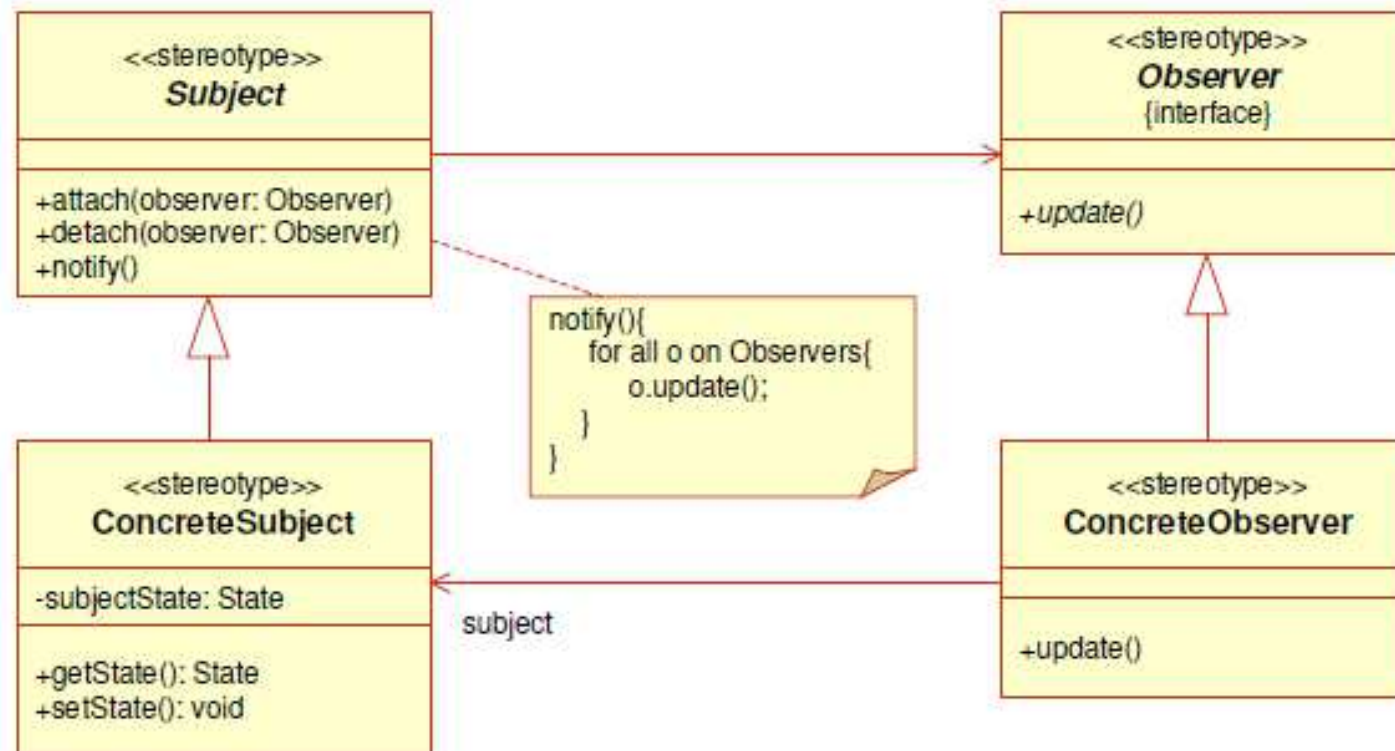 <<stereotype>>
Subject
+attach(observer: Observer)
+detach(observer: Observer)
+notify()
<<stereotype>>
Observer
{interface}
+update()
notify(){
for all o on Observers{
o.update();
}
}
<<stereotype>>
ConcreteSubject
-subjectState: State
+getState(): State
+setState(): void
subject
<<stereotype>>
ConcreteObserver
+update()